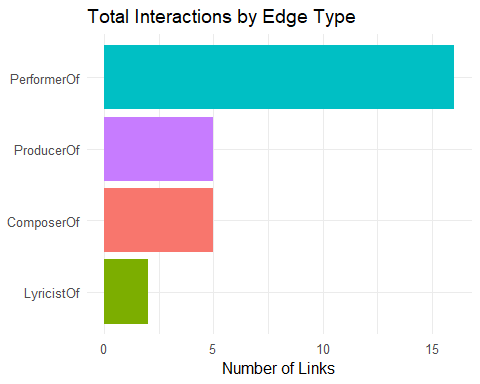 Total Interactions by Edge Type
PerformerOf
ProducerOf
ComposerOf
LyricistOf
0 5 10 15
Number of Links